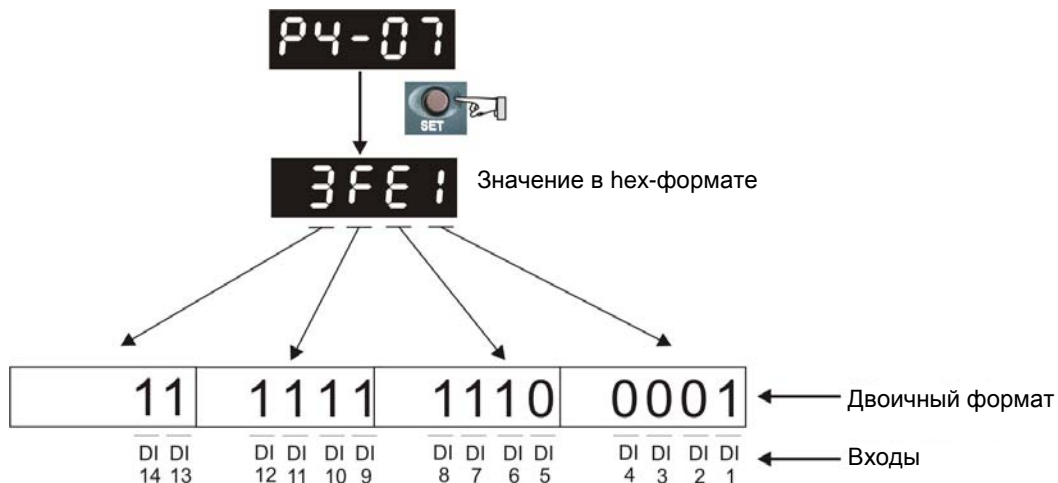 P4-07
SET
3FE1
Значение в hex-формате
11 1111 1110 0001
Двоичный формат
DI DI DI DI DI DI DI DI DI DI DI DI DI DI
14 13 12 11 10 9 8 7 6 5 4 3 2 1
Входы